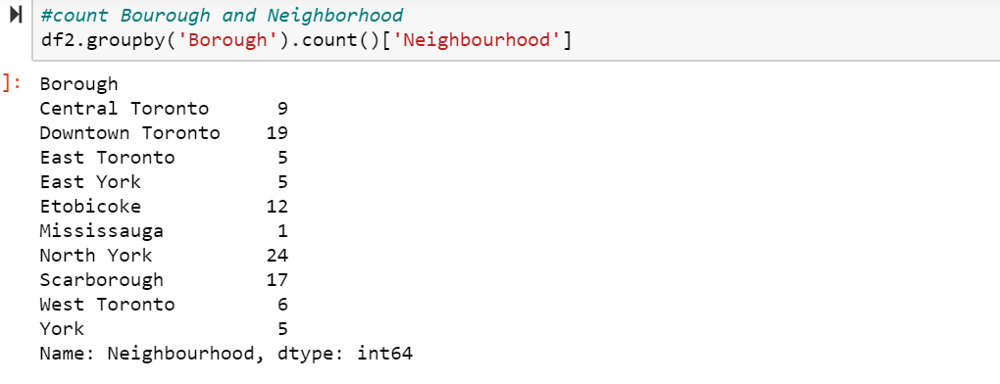 #count Bourough and Neighborhood
df2.groupby('Borough').count()['Neighbourhood']
]: Borough
Central Toronto 9
Downtown Toronto 19
East Toronto 5
East York 5
Etobicoke 12
Mississauga 1
North York 24
Scarborough 17
West Toronto 6
York 5
Name: Neighbourhood, dtype: int64